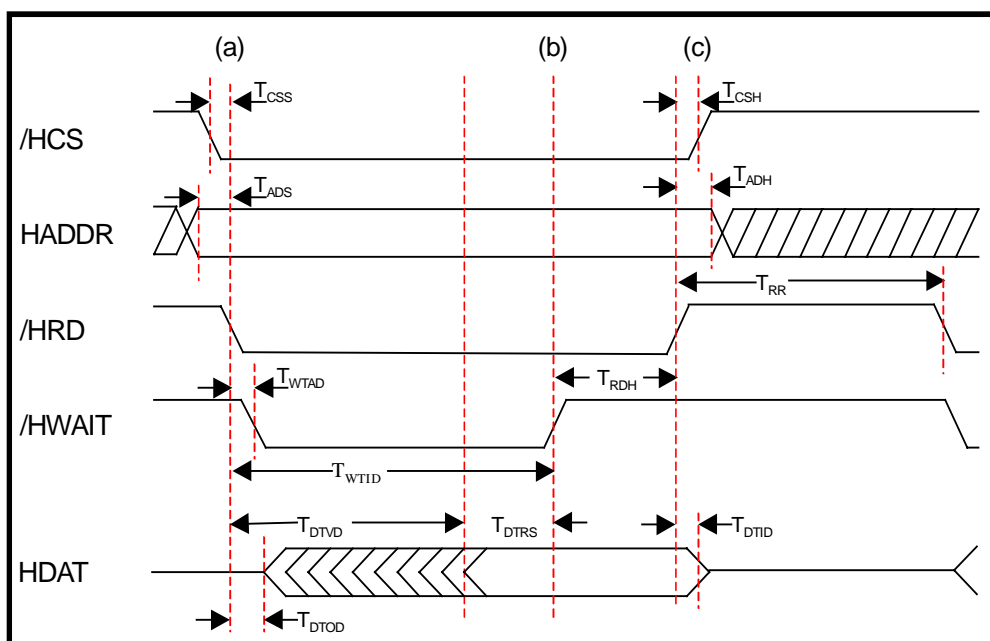 (a) (b) (c)
TCSS TCSH
/HCS
TADS TADH
HADDR
TRR
/HRD
TWTAD TRDH
/HWAIT
TWTID
TDTVD TDTRS TDTID
HDAT
TDTOD